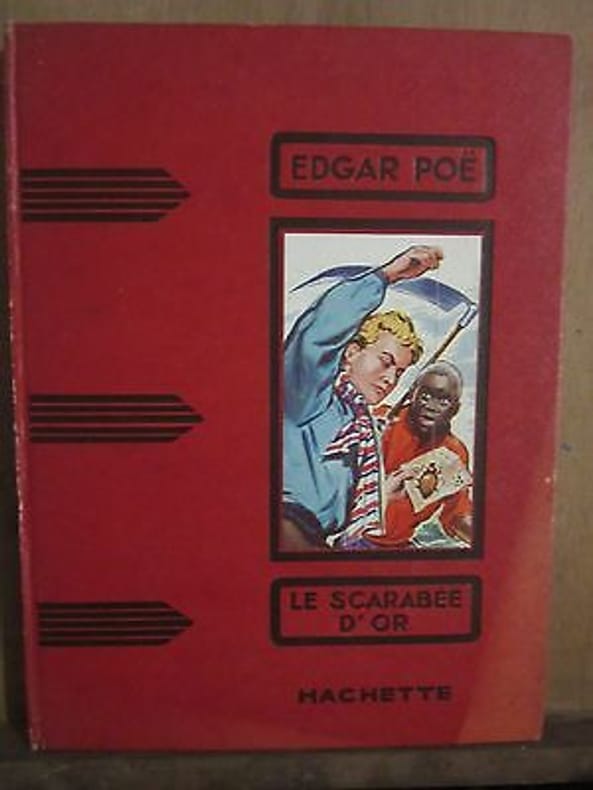 EDGAR POË
LE SCARABÉE
D'OR
HACHETTE